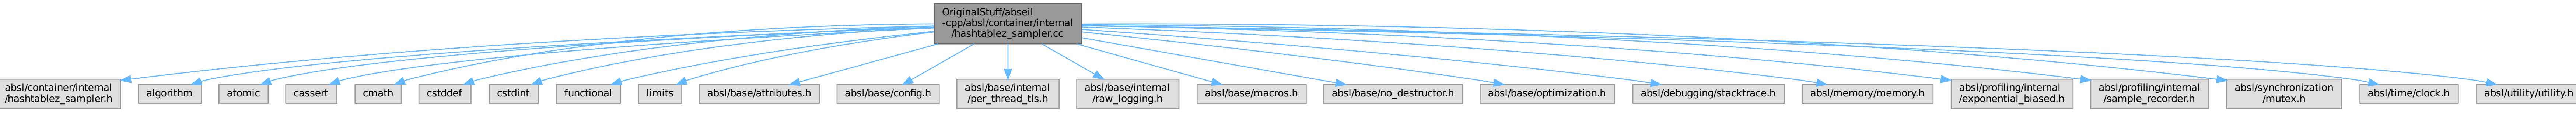 OriginalStuff/abseil
-cpp/absl/container/internal
/hashtablez_sampler.cc
absl/container/internal
/hashtablez_sampler.h
algorithm
atomic
cassert
cmath
cstddef
cstdint
functional
limits
absl/base/attributes.h
absl/base/config.h
absl/base/internal
/per_thread_tls.h
absl/base/internal
/raw_logging.h
absl/base/macros.h
absl/base/no_destructor.h
absl/base/optimization.h
absl/debugging/stacktrace.h
absl/memory/memory.h
absl/profiling/internal
/exponential_biased.h
absl/profiling/internal
/sample_recorder.h
absl/synchronization
/mutex.h
absl/time/clock.h
absl/utility/utility.h